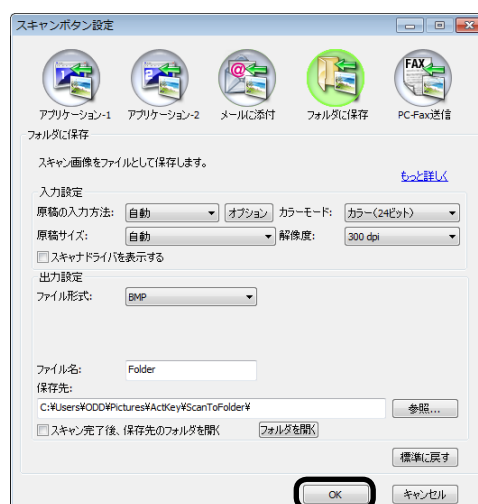 スキャンボタン設定
FAX
アプリケーション-1 アプリケーション-2 メールに添付 フォルダに保存 PC-Fax送信
フォルダに保存
スキャン画像をファイルとして保存します。
もっと詳しく
入力設定
原稿の入力方法: 自動 オプション カラーモード: カラー(24ビット)
原稿サイズ: 自動 解像度: 300 dpi
スキャナドライバを表示する
出力設定
ファイル形式: BMP
ファイル名: Folder
保存先:
C:¥Users¥ODD¥Pictures¥ActKey¥ScanToFolder¥ 参照...
スキャン完了後、保存先のフォルダを開く フォルダを開く
標準に戻す
OK キャンセル